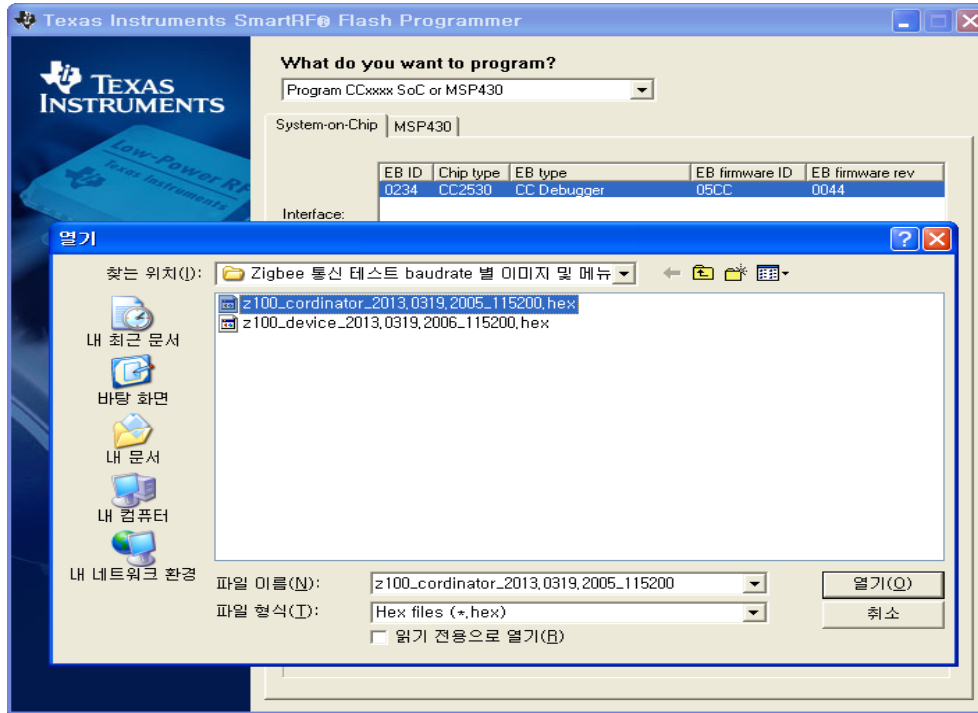 Texas Instruments SmartRF® Flash Programmer
TEXAS
INSTRUMENTS
Low-Power RF
Texas Instruments
What do you want to program?
Program CCxxxx SoC or MSP430
System-on-Chip MSP430
EB ID Chip type EB type EB firmware ID EB firmware rev
0234 CC2530 CC Debugger 05CC 0044
Interface:
열기
찾는 위치(I): Zigbee 통신 테스트 baudrate 별 이미지 및 메뉴
z100_cordinator_2013,0319,2005_115200,hex
z100_device_2013,0319,2006_115200,hex
내 최근 문서
바탕 화면
내 문서
내 컴퓨터
내 네트워크 환경
파일 이름(N): z100_cordinator_2013,0319,2005_115200 열기(O)
파일 형식(T): Hex files (*,hex) 취소
읽기 전용으로 열기(R)